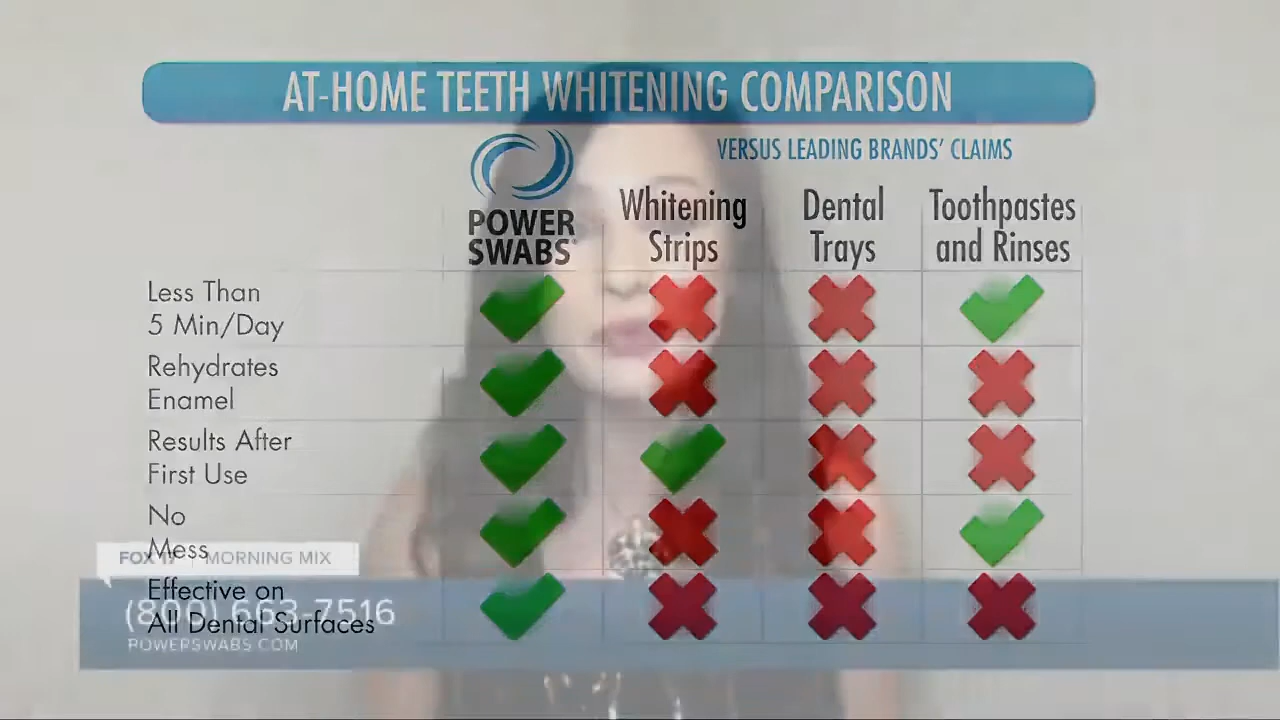 AT-HOME TEETH WHITENING COMPARISON
VERSUS LEADING BRANDS' CLAIMS
POWER
SWABS®
Whitening
Strips
Dental
Trays
Toothpastes
and Rinses
Less Than
5 Min/Day
Rehydrates
Enamel
Results After
First Use
No
Mess
FOX 17 | MORNING MIX
Effective on
All Dental Surfaces
(800) 663-7516
POWERSWABS.COM